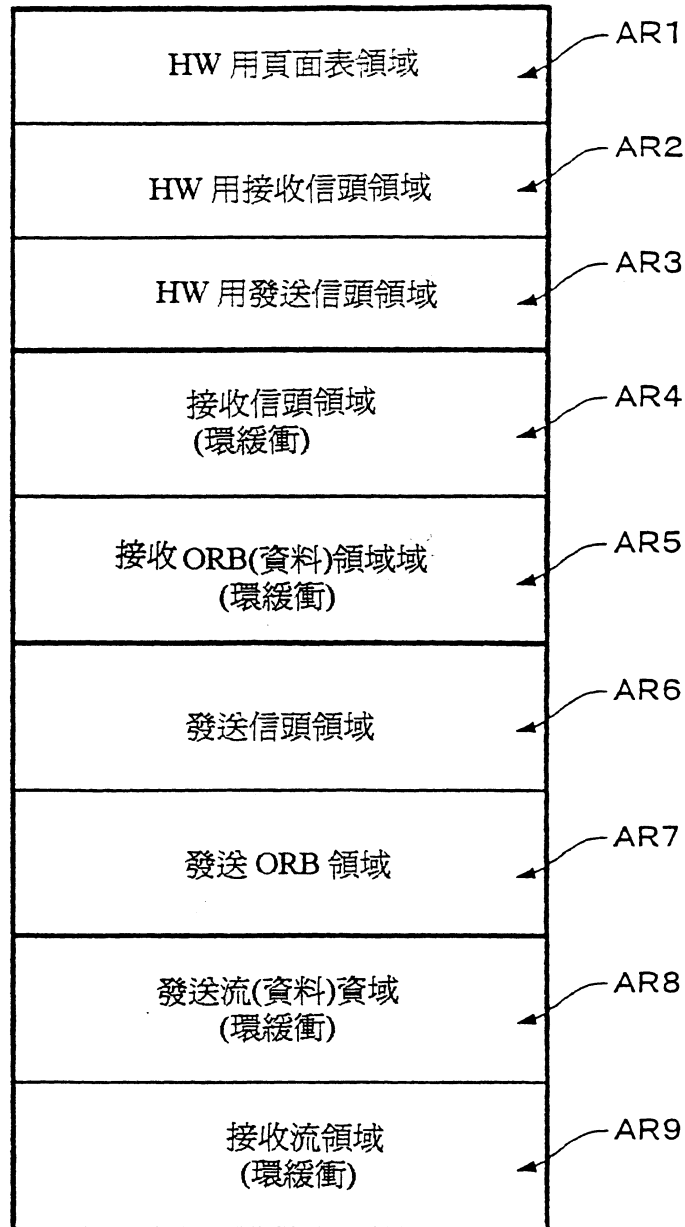 HW 用頁面表領域
AR1
HW 用接收信頭領域
AR2
HW 用發送信頭領域
AR3
接收信頭領域
(環緩衝)
AR4
接收 ORB(資料)領域域
(環緩衝)
AR5
發送信頭領域
AR6
發送 ORB 領域
AR7
發送流(資料)資域
(環緩衝)
AR8
接收流領域
(環緩衝)
AR9